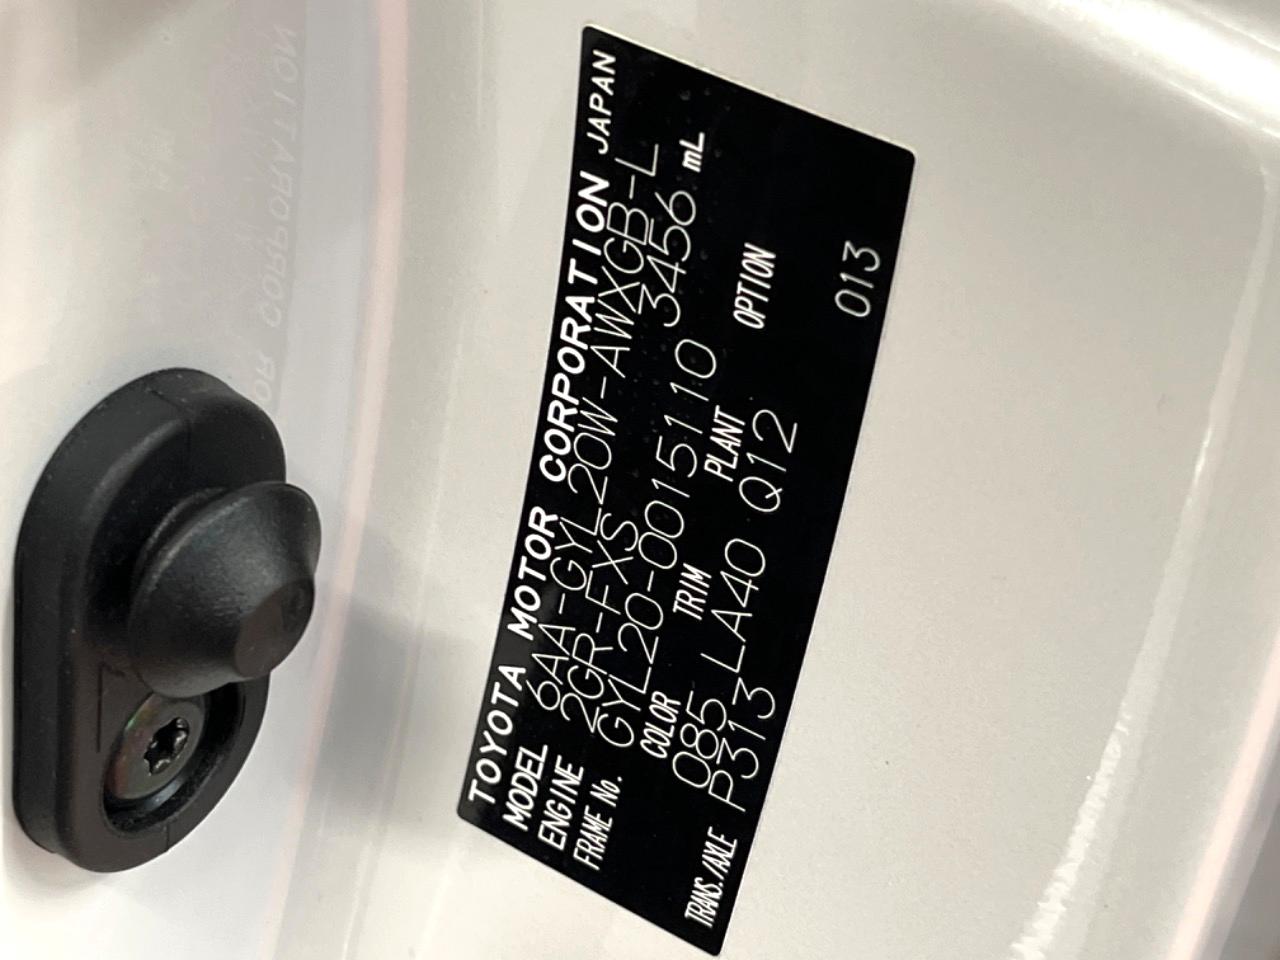 TOYOTA MOTOR CORPORATION JAPAN
MODEL 6AA-GYL20W-AWXGB-L
ENGINE 2GR-FXS 3456 mL
FRAME No. GYL20-0015110
COLOR TRIM PLANT OPTION
085 LA40 Q12
TRANS./AXLE P313 013